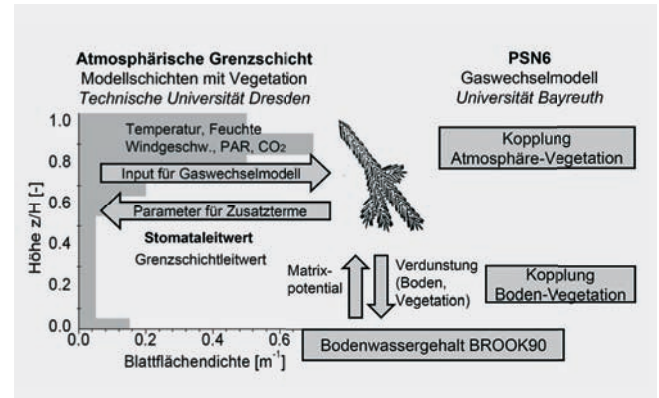 Atmosphärische Grenzschicht
Modellschichten mit Vegetation
Technische Universität Dresden
PSN6
Gaswechselmodell
Universität Bayreuth
1.0
0.8
0.6
0.4
0.2
0.0
Höhe z/H [-]
Temperatur, Feuchte
Windgeschw., PAR, CO₂
Input für Gaswechselmodell
Parameter für Zusatzterme
Stomataleitwert
Grenzschichtleitwert
Kopplung
Atmosphäre-Vegetation
Matrix-
potential
Verdunstung
(Boden,
Vegetation)
Kopplung
Boden-Vegetation
0.0
0.2
0.4
0.6
Blattflächendichte [m⁻¹]
Bodenwassergehalt BROOK90